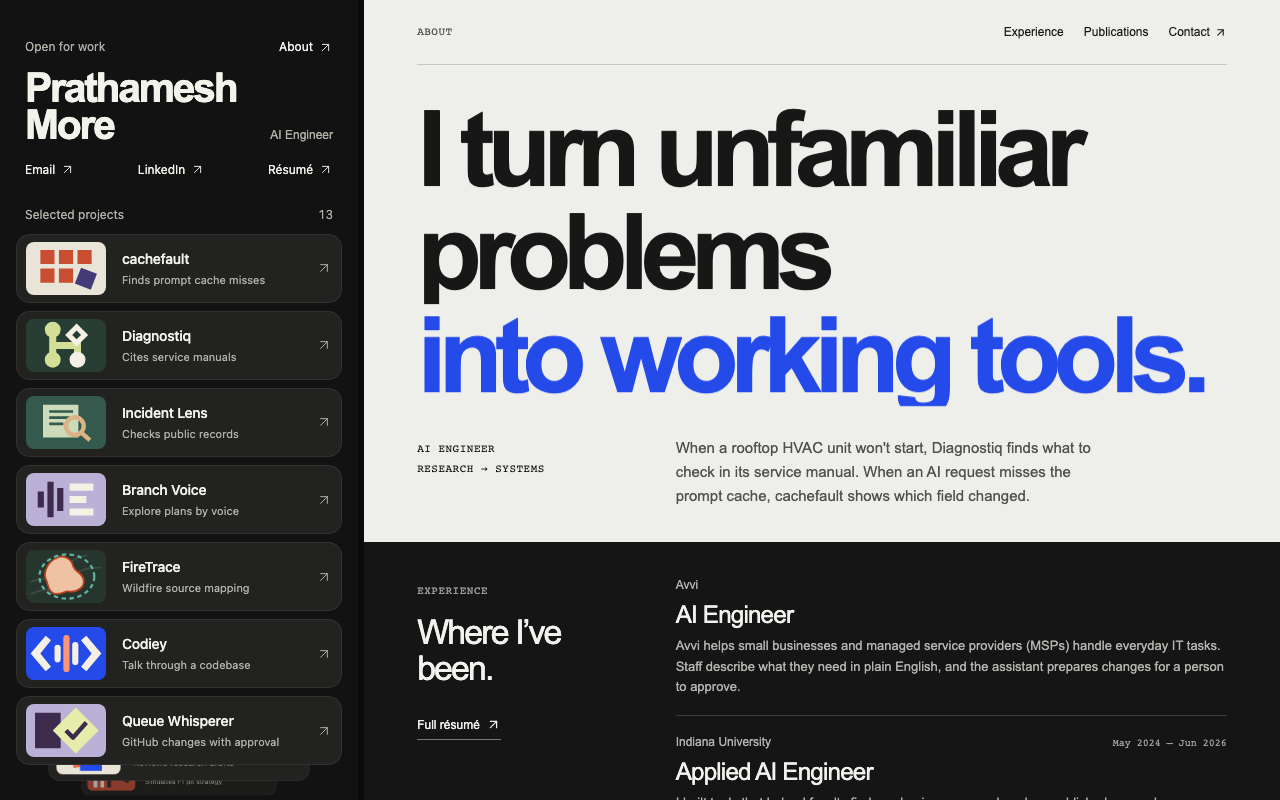 Open for work
About ↗
Prathamesh
More
AI Engineer
Email ↗
LinkedIn ↗
Résumé ↗
Selected projects
13
cachefault
Finds prompt cache misses
Diagnostiq
Cites service manuals
Incident Lens
Checks public records
Branch Voice
Explore plans by voice
FireTrace
Wildfire source mapping
Codiey
Talk through a codebase
Queue Whisperer
GitHub changes with approval
Simulates F1 pit strategy
ABOUT
Experience
Publications
Contact ↗
I turn unfamiliar
problems
into working tools.
AI ENGINEER
RESEARCH → SYSTEMS
When a rooftop HVAC unit won't start, Diagnostiq finds what to
check in its service manual. When an AI request misses the
prompt cache, cachefault shows which field changed.
EXPERIENCE
Where I’ve
been.
Full résumé ↗
Avvi
AI Engineer
Avvi helps small businesses and managed service providers (MSPs) handle everyday IT tasks.
Staff describe what they need in plain English, and the assistant prepares changes for a person
to approve.
Indiana University
May 2024 — Jun 2026
Applied AI Engineer